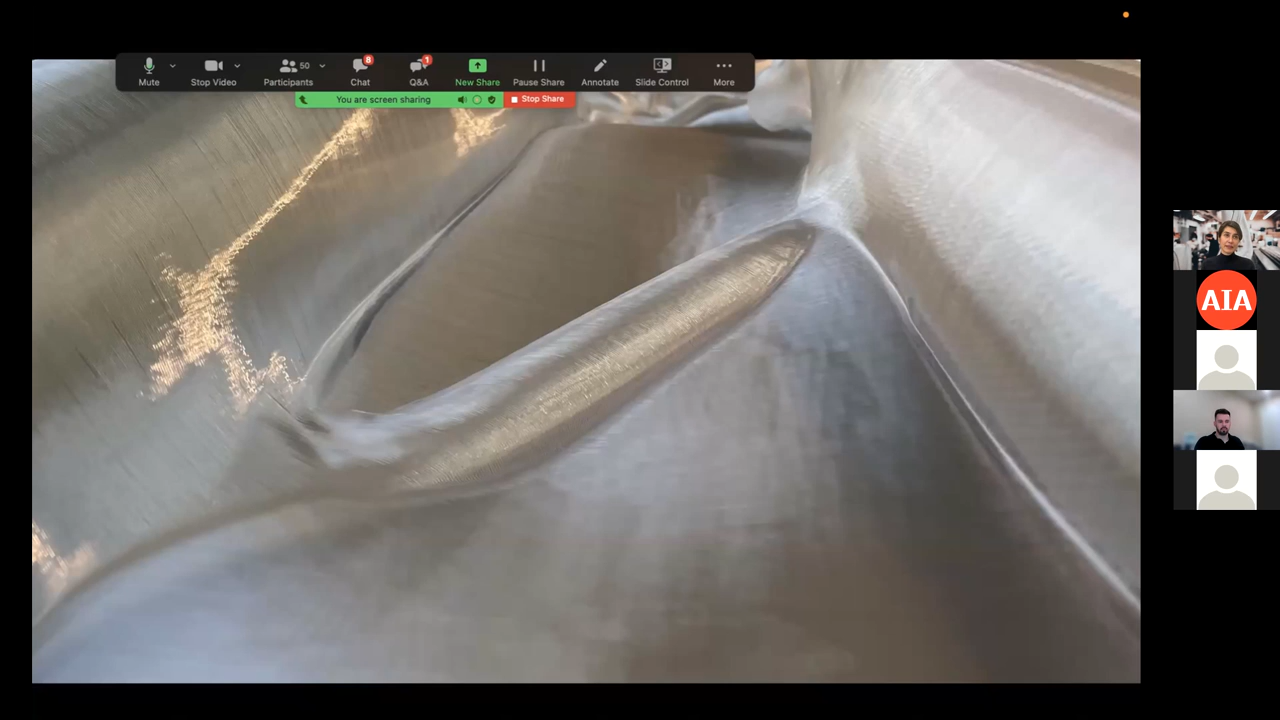 Mute
Stop Video
Participants
50
Chat
8
Q&A
1
New Share
Pause Share
Annotate
Slide Control
More
You are screen sharing
Stop Share
AIA